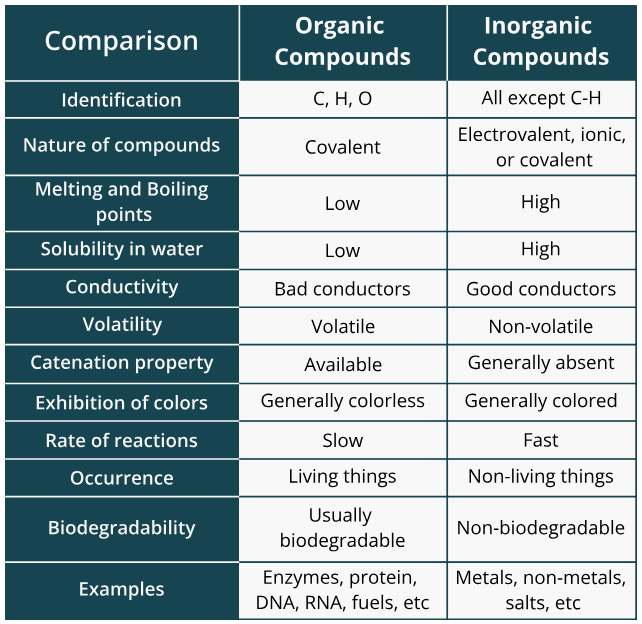 Comparison
Organic
Compounds
Inorganic
Compounds
Identification
C, H, O
All except C-H
Nature of compounds
Covalent
Electrovalent, ionic,
or covalent
Melting and Boiling
points
Low
High
Solubility in water
Low
High
Conductivity
Bad conductors
Good conductors
Volatility
Volatile
Non-volatile
Catenation property
Available
Generally absent
Exhibition of colors
Generally colorless
Generally colored
Rate of reactions
Slow
Fast
Occurrence
Living things
Non-living things
Biodegradability
Usually
biodegradable
Non-biodegradable
Examples
Enzymes, protein,
DNA, RNA, fuels, etc
Metals, non-metals,
salts, etc